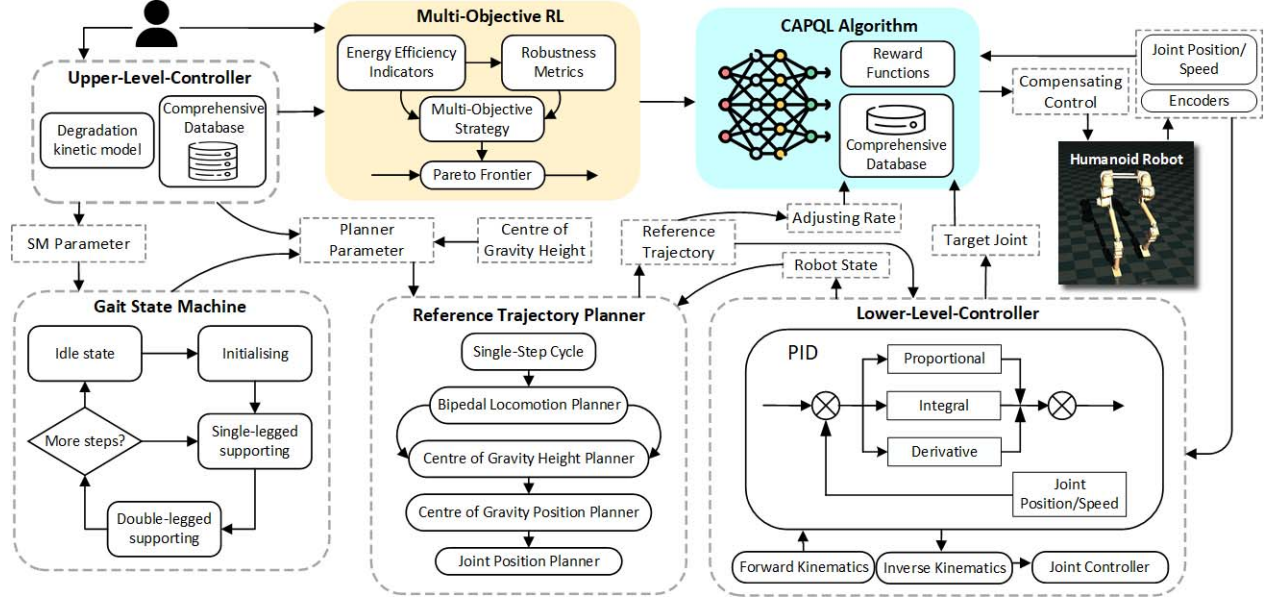 Multi-Objective RL
Energy Efficiency
Indicators
Robustness
Metrics
Multi-Objective
Strategy
Pareto Frontier
CAPQL Algorithm
Reward
Functions
Comprehensive
Database
Joint Position/
Speed
Encoders
Compensating
Control
Humanoid Robot
Upper-Level-Controller
Degradation
kinetic model
Comprehensive
Database
SM Parameter
Planner
Parameter
Centre of
Gravity Height
Reference
Trajectory
Adjusting Rate
Robot State
Target Joint
Gait State Machine
Idle state
Initialising
More steps?
Single-legged
supporting
Double-legged
supporting
Reference Trajectory Planner
Single-Step Cycle
Bipedal Locomotion Planner
Centre of Gravity Height Planner
Centre of Gravity Position Planner
Joint Position Planner
Lower-Level-Controller
PID
Proportional
Integral
Derivative
Joint
Position/Speed
Forward Kinematics
Inverse Kinematics
Joint Controller